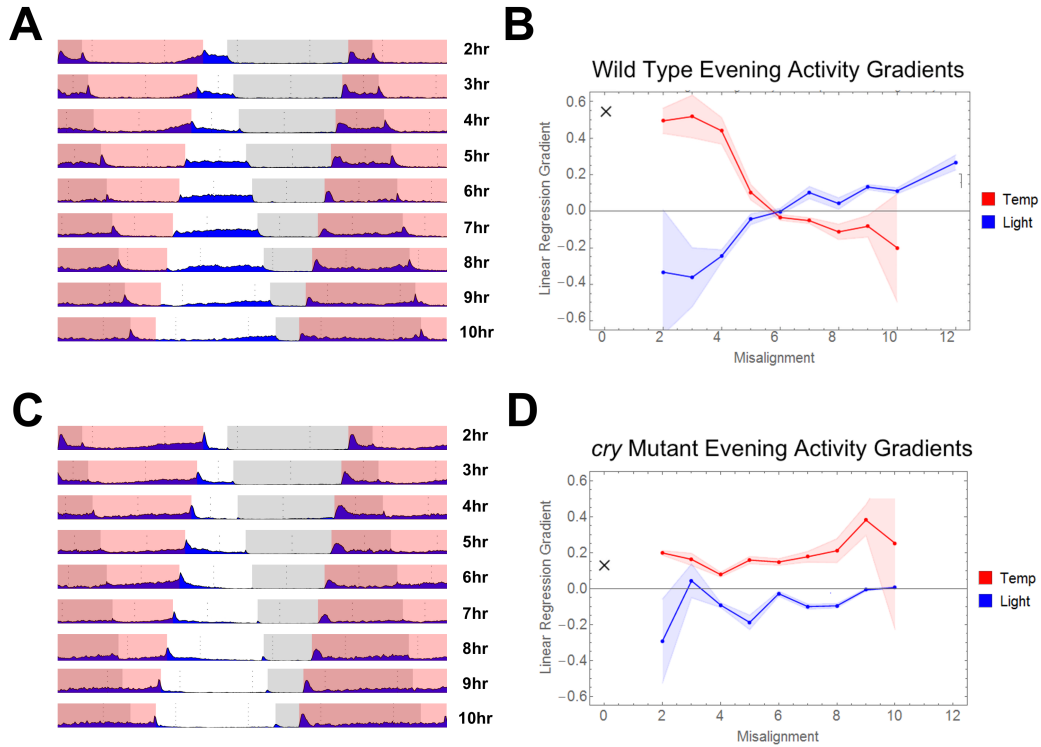 A
2hr
3hr
4hr
5hr
6hr
7hr
8hr
9hr
10hr
B
Wild Type Evening Activity Gradients
Linear Regression Gradient
0.6
0.4
0.2
0.0
−0.2
−0.4
−0.6
0 2 4 6 8 10 12
Misalignment
Temp
Light
C
2hr
3hr
4hr
5hr
6hr
7hr
8hr
9hr
10hr
D
cry Mutant Evening Activity Gradients
Linear Regression Gradient
0.6
0.4
0.2
0.0
−0.2
−0.4
−0.6
0 2 4 6 8 10 12
Misalignment
Temp
Light